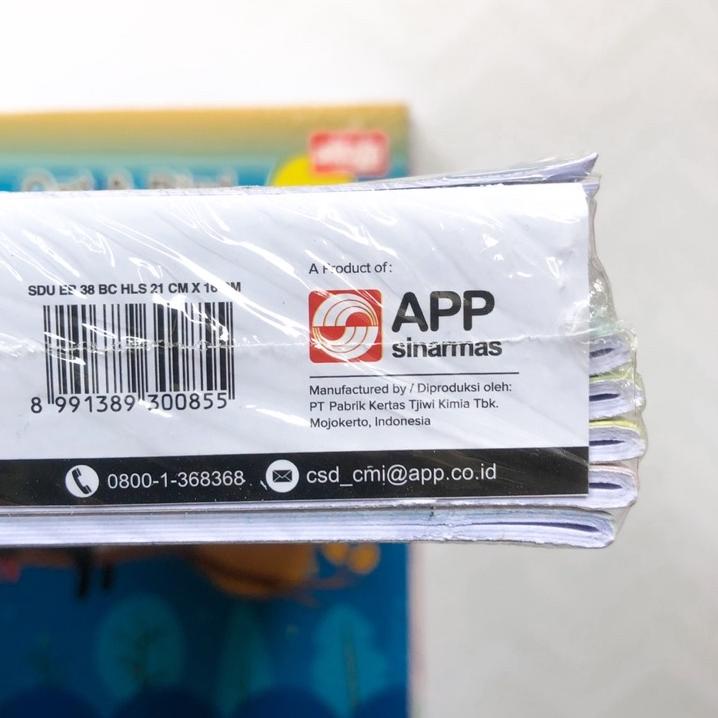 SDU EB 38 BC HLS 21 CM X 16 CM
8 991389 300855
A Product of:
APP
sinarmas
Manufactured by / Diproduksi oleh:
PT Pabrik Kertas Tjiwi Kimia Tbk.
Mojokerto, Indonesia
0800-1-368368
csd_cmi@app.co.id